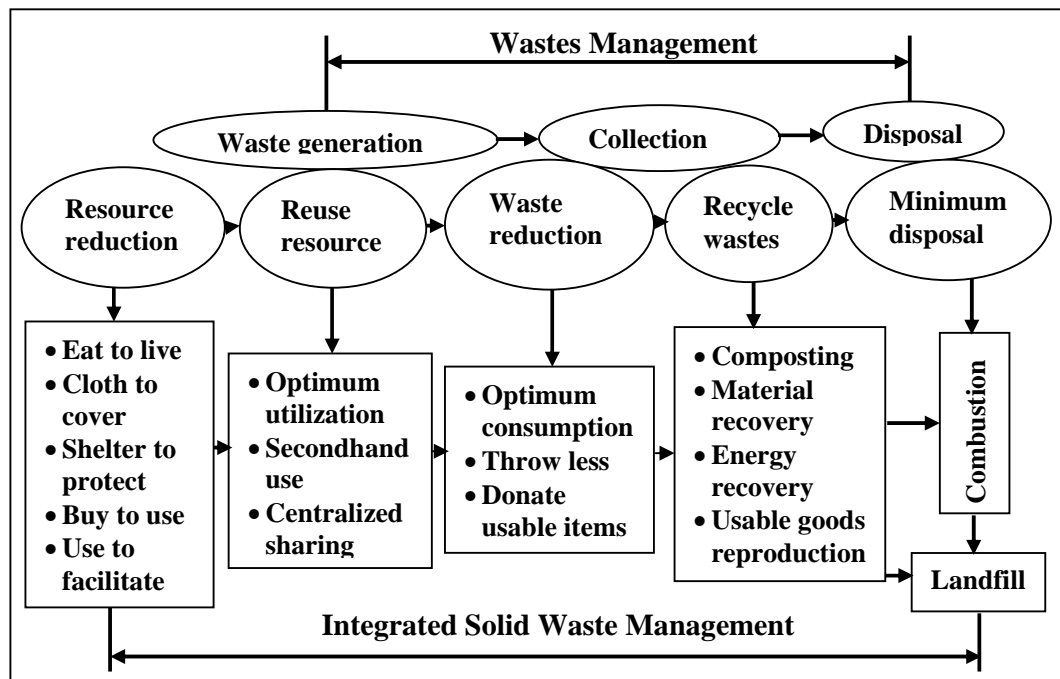 Wastes Management
Waste generation
Collection
Disposal
Resource
reduction
Reuse
resource
Waste
reduction
Recycle
wastes
Minimum
disposal
• Eat to live
• Cloth to
cover
• Shelter to
protect
• Buy to use
• Use to
facilitate
• Optimum
utilization
• Secondhand
use
• Centralized
sharing
• Optimum
consumption
• Throw less
• Donate
usable items
• Composting
• Material
recovery
• Energy
recovery
• Usable goods
reproduction
Combustion
Landfill
Integrated Solid Waste Management